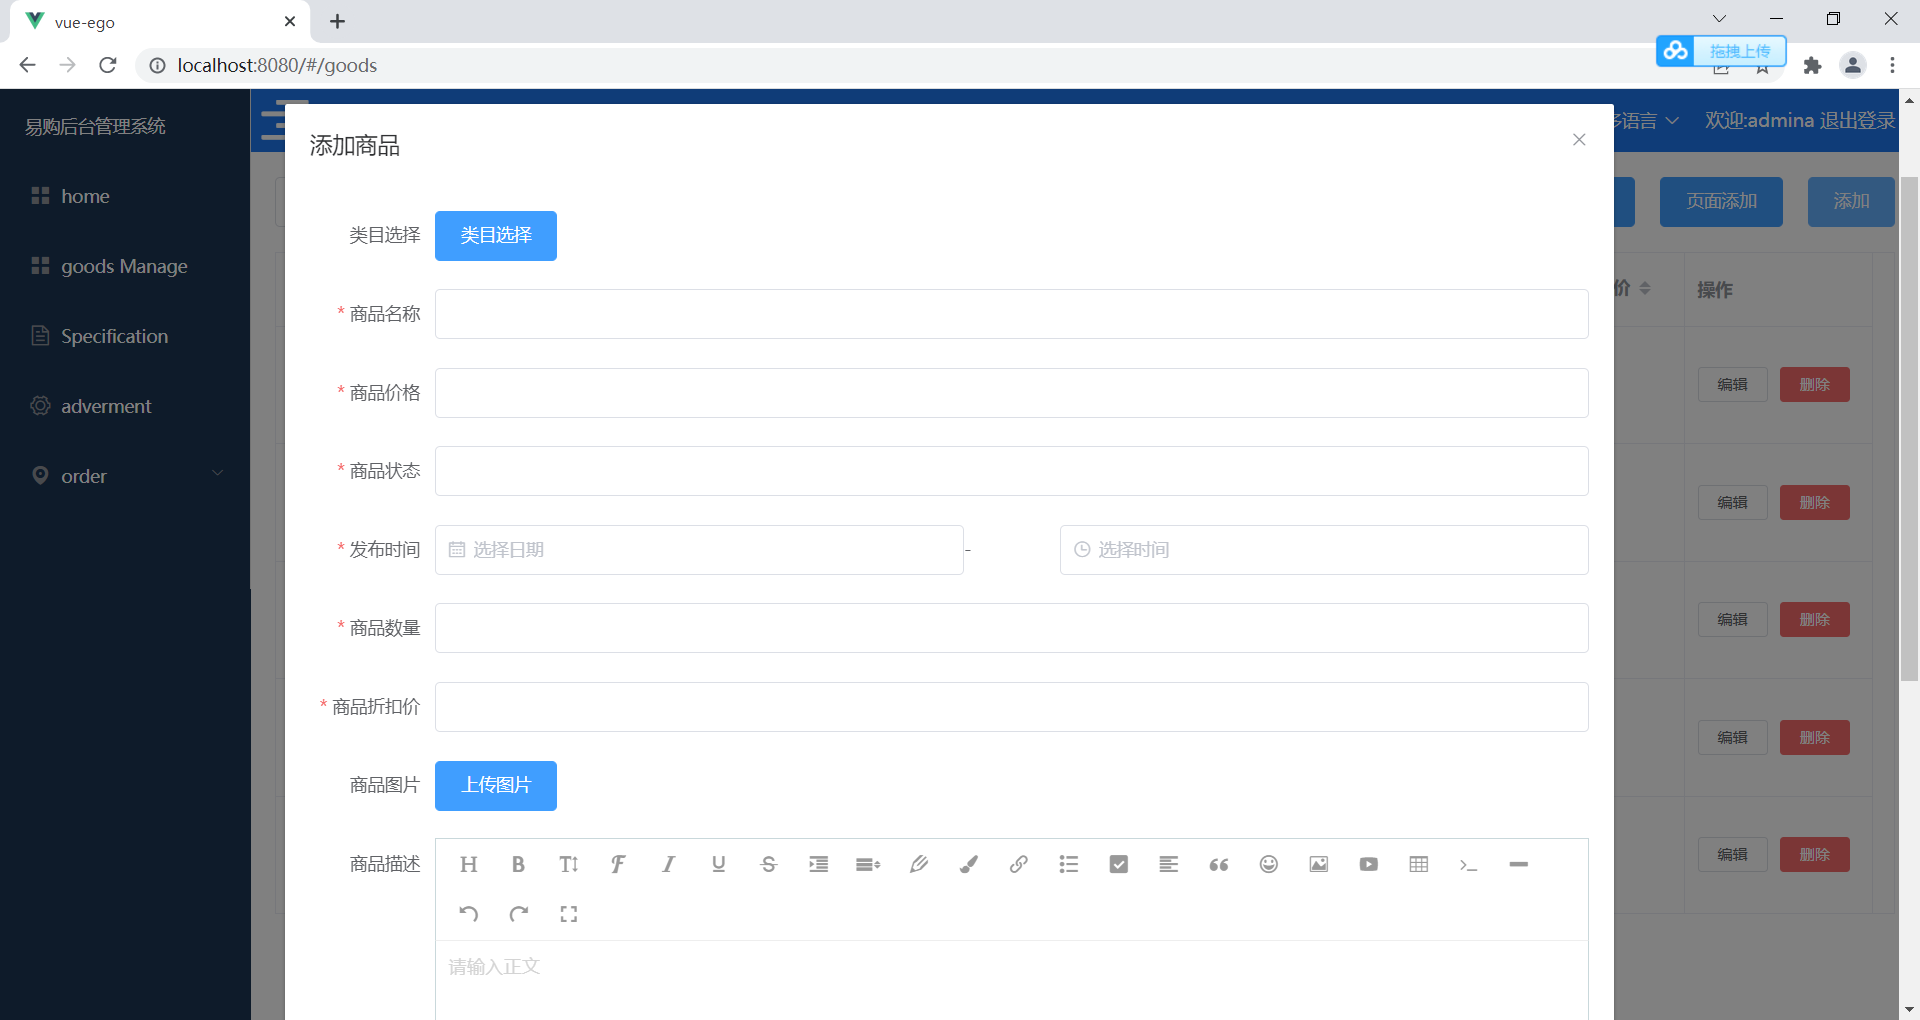 vue-ego
localhost:8080/#/goods
拖拽上传
易购后台管理系统
语言
欢迎:admina 退出登录
home
goods Manage
Specification
adverment
order
页面添加
添加
价
操作
编辑 删除
编辑 删除
编辑 删除
编辑 删除
编辑 删除
添加商品
类目选择 类目选择
* 商品名称
* 商品价格
* 商品状态
* 发布时间 选择日期 - 选择时间
* 商品数量
* 商品折扣价
商品图片 上传图片
商品描述
请输入正文